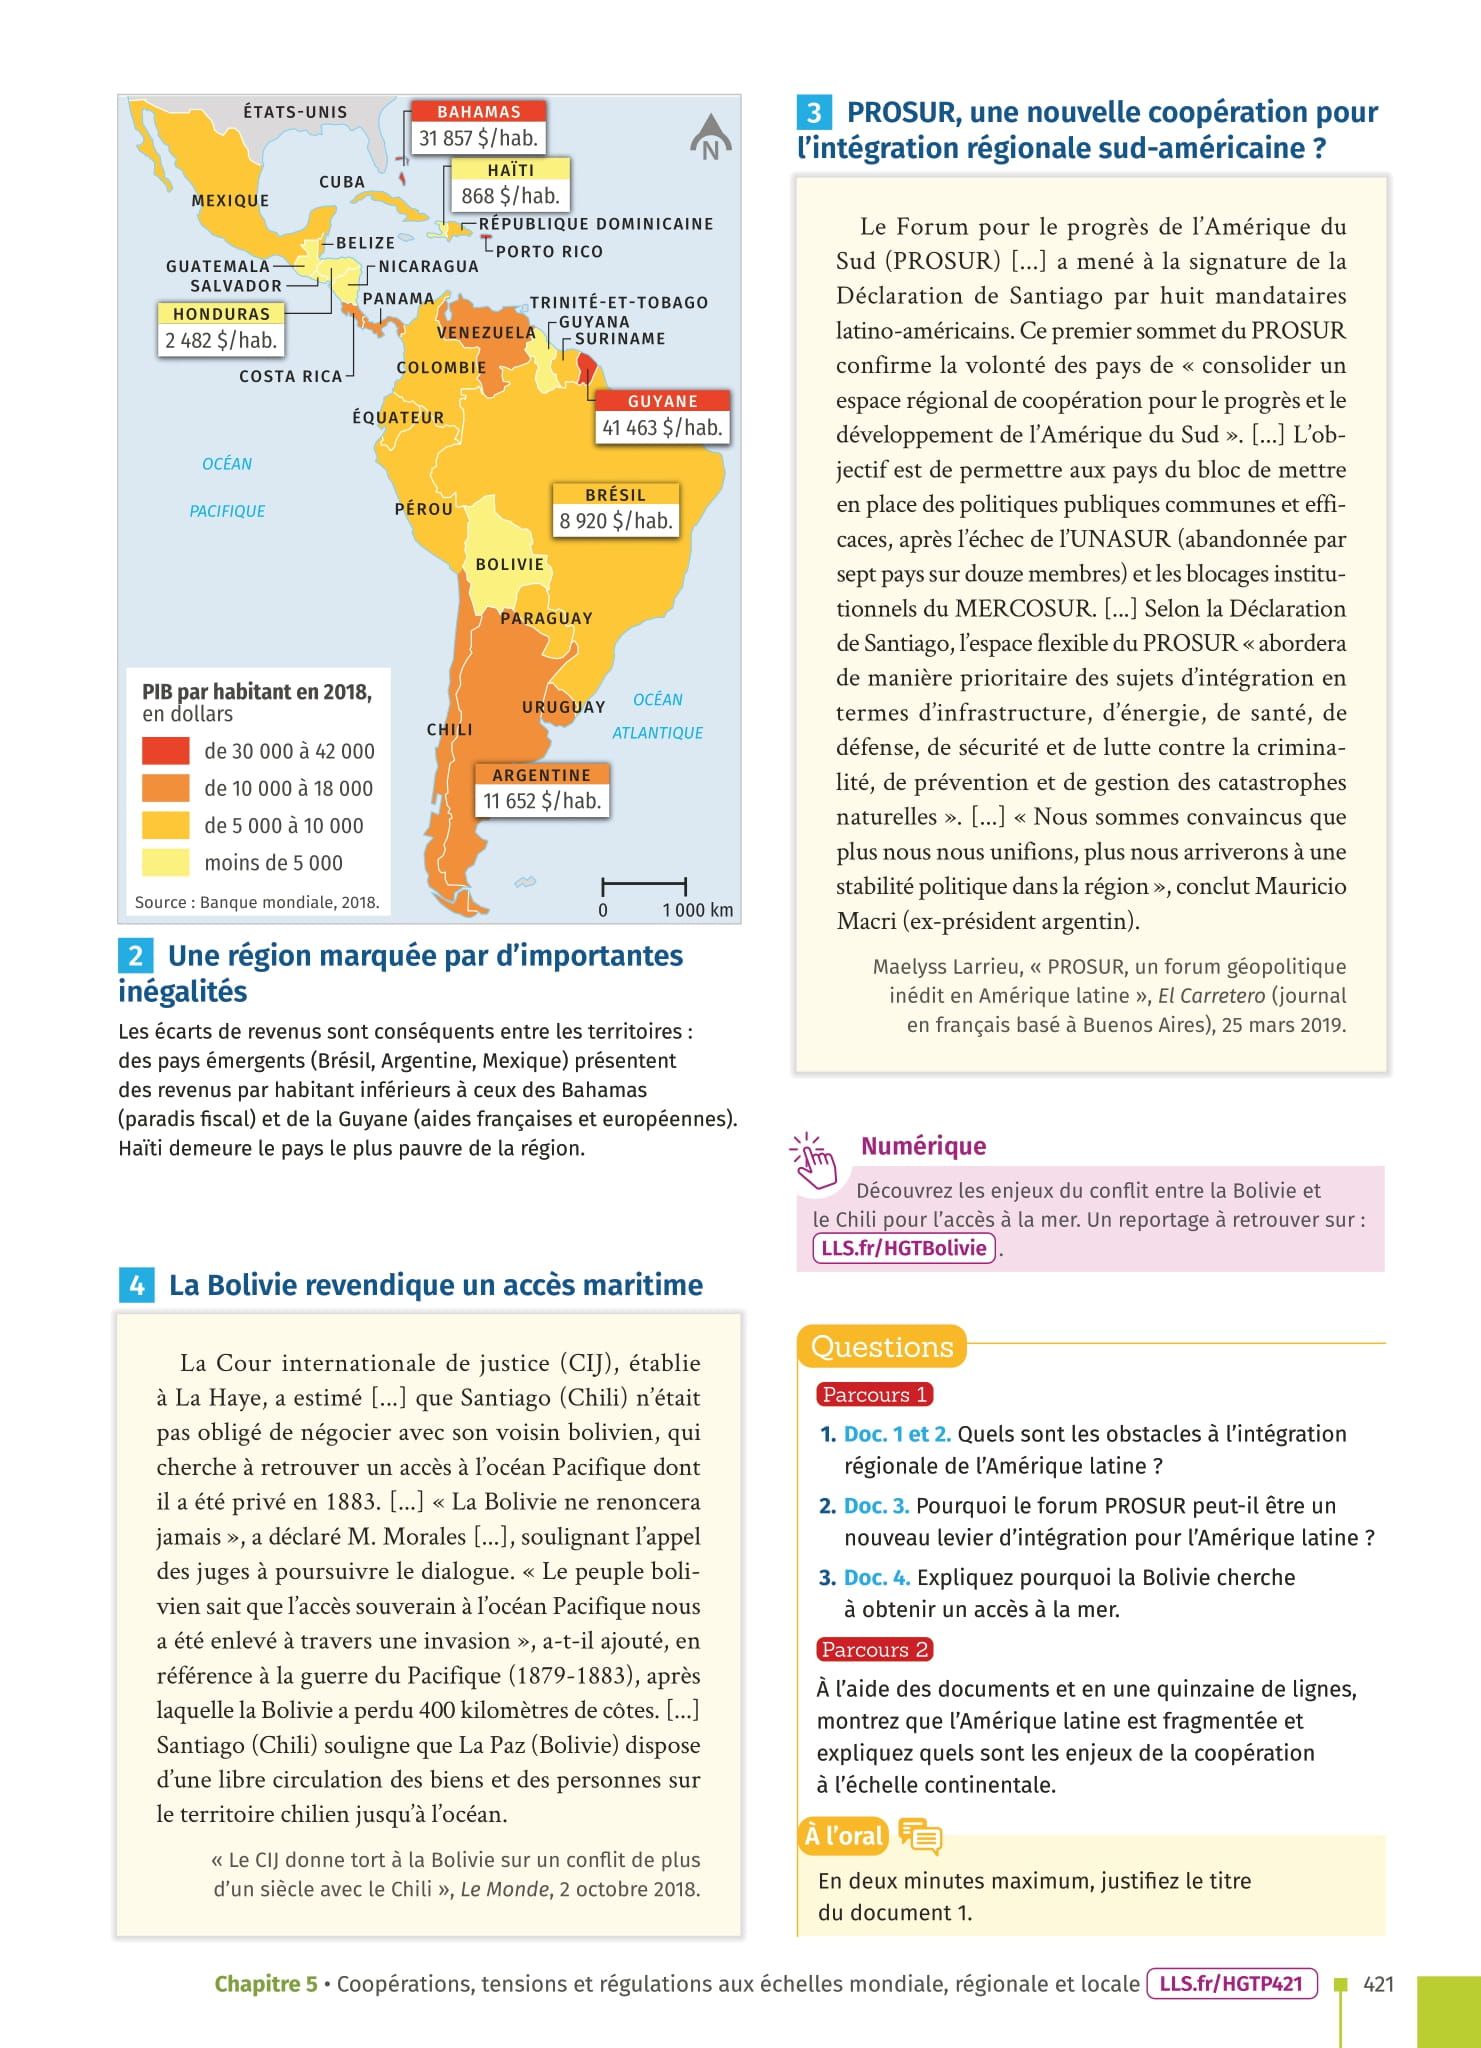 ÉTATS-UNIS
BAHAMAS
31 857 $/hab.
N
HAÏTI
868 $/hab.
CUBA
MEXIQUE
RÉPUBLIQUE DOMINICAINE
BELIZE
PORTO RICO
GUATEMALA
NICARAGUA
SALVADOR
PANAMA
TRINITÉ-ET-TOBAGO
HONDURAS
2 482 $/hab.
VENEZUELA
GUYANA
SURINAME
COSTA RICA
COLOMBIE
GUYANE
41 463 $/hab.
ÉQUATEUR
OCÉAN
PACIFIQUE
BRÉSIL
8 920 $/hab.
PÉROU
BOLIVIE
PARAGUAY
URUGUAY
OCÉAN
ATLANTIQUE
CHILI
ARGENTINE
11 652 $/hab.
PIB par habitant en 2018,
en dollars
de 30 000 à 42 000
de 10 000 à 18 000
de 5 000 à 10 000
moins de 5 000
Source : Banque mondiale, 2018.
0 1 000 km
2 Une région marquée par d’importantes
inégalités
Les écarts de revenus sont conséquents entre les territoires :
des pays émergents (Brésil, Argentine, Mexique) présentent
des revenus par habitant inférieurs à ceux des Bahamas
(paradis fiscal) et de la Guyane (aides françaises et européennes).
Haïti demeure le pays le plus pauvre de la région.
3 PROSUR, une nouvelle coopération pour
l’intégration régionale sud-américaine ?
Le Forum pour le progrès de l’Amérique du
Sud (PROSUR) [...] a mené à la signature de la
Déclaration de Santiago par huit mandataires
latino-américains. Ce premier sommet du PROSUR
confirme la volonté des pays de « consolider un
espace régional de coopération pour le progrès et le
développement de l’Amérique du Sud ». [...] L’ob-
jectif est de permettre aux pays du bloc de mettre
en place des politiques publiques communes et effi-
caces, après l’échec de l’UNASUR (abandonnée par
sept pays sur douze membres) et les blocages institu-
tionnels du MERCOSUR. [...] Selon la Déclaration
de Santiago, l’espace flexible du PROSUR « abordera
de manière prioritaire des sujets d’intégration en
termes d’infrastructure, d’énergie, de santé, de
défense, de sécurité et de lutte contre la crimina-
lité, de prévention et de gestion des catastrophes
naturelles ». [...] « Nous sommes convaincus que
plus nous nous unifions, plus nous arriverons à une
stabilité politique dans la région », conclut Mauricio
Macri (ex-président argentin).
Maelyss Larrieu, « PROSUR, un forum géopolitique
inédit en Amérique latine », El Carretero (journal
en français basé à Buenos Aires), 25 mars 2019.
4 La Bolivie revendique un accès maritime
La Cour internationale de justice (CIJ), établie
à La Haye, a estimé [...] que Santiago (Chili) n’était
pas obligé de négocier avec son voisin bolivien, qui
cherche à retrouver un accès à l’océan Pacifique dont
il a été privé en 1883. [...] « La Bolivie ne renoncera
jamais », a déclaré M. Morales [...], soulignant l’appel
des juges à poursuivre le dialogue. « Le peuple boli-
vien sait que l’accès souverain à l’océan Pacifique nous
a été enlevé à travers une invasion », a-t-il ajouté, en
référence à la guerre du Pacifique (1879-1883), après
laquelle la Bolivie a perdu 400 kilomètres de côtes. [...]
Santiago (Chili) souligne que La Paz (Bolivie) dispose
d’une libre circulation des biens et des personnes sur
le territoire chilien jusqu’à l’océan.
« Le CIJ donne tort à la Bolivie sur un conflit de plus
d’un siècle avec le Chili », Le Monde, 2 octobre 2018.
Numérique
Découvrez les enjeux du conflit entre la Bolivie et
le Chili pour l’accès à la mer. Un reportage à retrouver sur :
LLS.fr/HGTBolivie .
Questions
Parcours 1
1. Doc. 1 et 2. Quels sont les obstacles à l’intégration
régionale de l’Amérique latine ?
2. Doc. 3. Pourquoi le forum PROSUR peut-il être un
nouveau levier d’intégration pour l’Amérique latine ?
3. Doc. 4. Expliquez pourquoi la Bolivie cherche
à obtenir un accès à la mer.
Parcours 2
À l’aide des documents et en une quinzaine de lignes,
montrez que l’Amérique latine est fragmentée et
expliquez quels sont les enjeux de la coopération
à l’échelle continentale.
À l’oral
En deux minutes maximum, justifiez le titre
du document 1.
Chapitre 5 • Coopérations, tensions et régulations aux échelles mondiale, régionale et locale LLS.fr/HGTP421 421